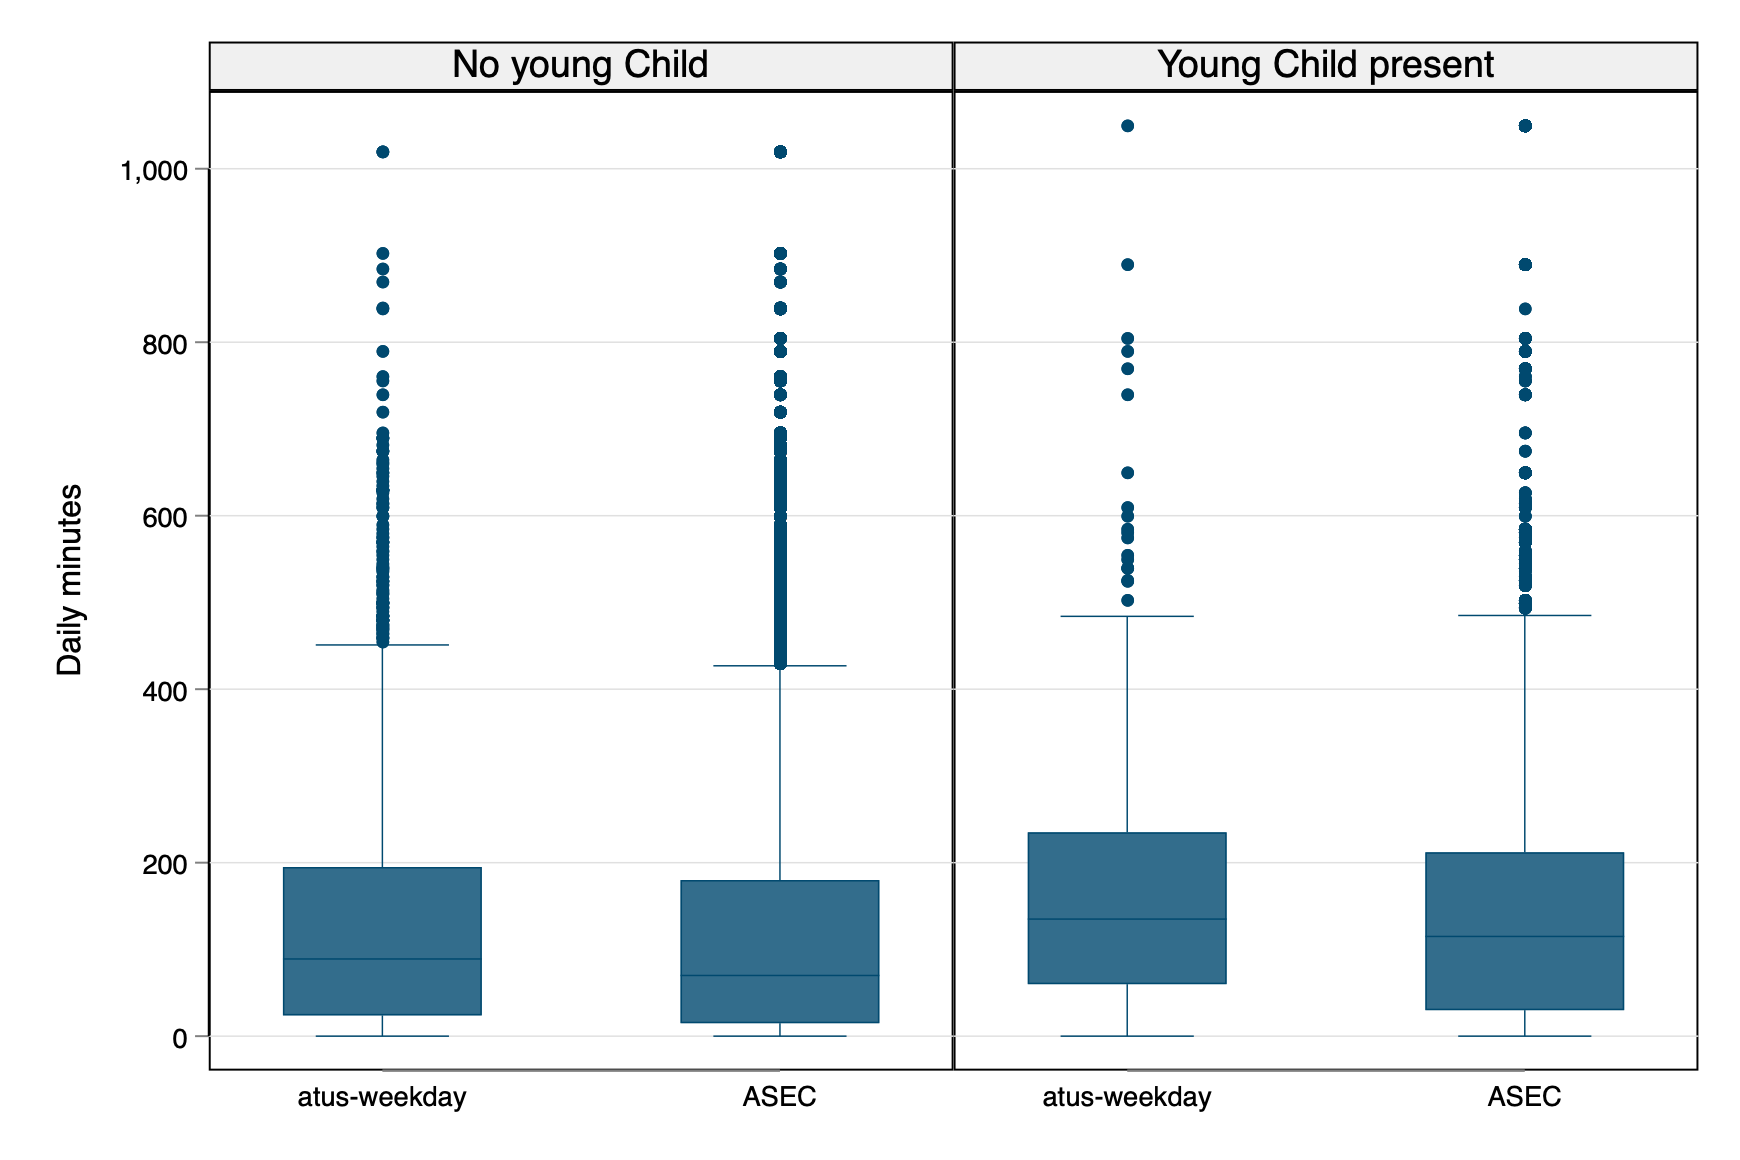 No young Child
Young Child present
Daily minutes
1,000
800
600
400
200
0
atus-weekday
ASEC
atus-weekday
ASEC